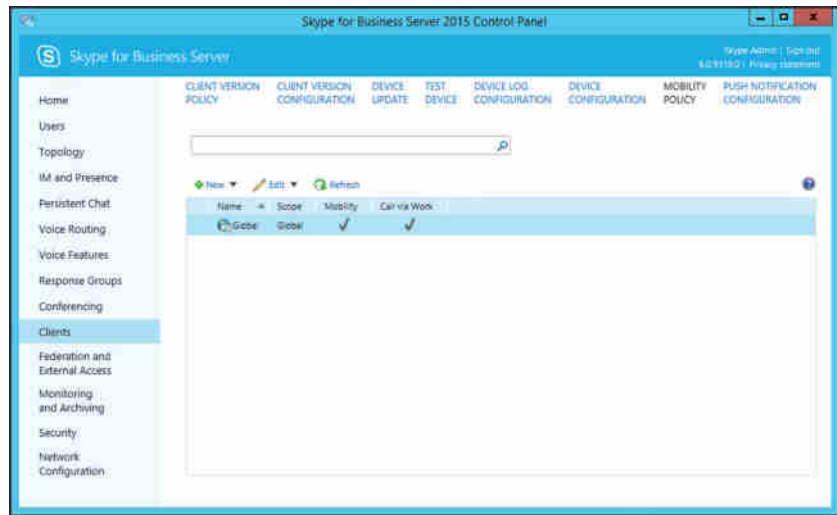 Skype for Business Server 2015 Control Panel
Skype for Business Server
Skype Admin | Sign out
Privacy statement
CLIENT VERSION POLICY
CLIENT VERSION CONFIGURATION
DEVICE UPDATE
TEST DEVICE
DEVICE LOG CONFIGURATION
DEVICE CONFIGURATION
MOBILITY POLICY
PUSH NOTIFICATION CONFIGURATION
Home
Users
Topology
IM and Presence
Persistent Chat
Voice Routing
Voice Features
Response Groups
Conferencing
Clients
Federation and
External Access
Monitoring
and Archiving
Security
Network
Configuration
New Edit Refresh
Name Scope Mobility Call via Work
Global Global